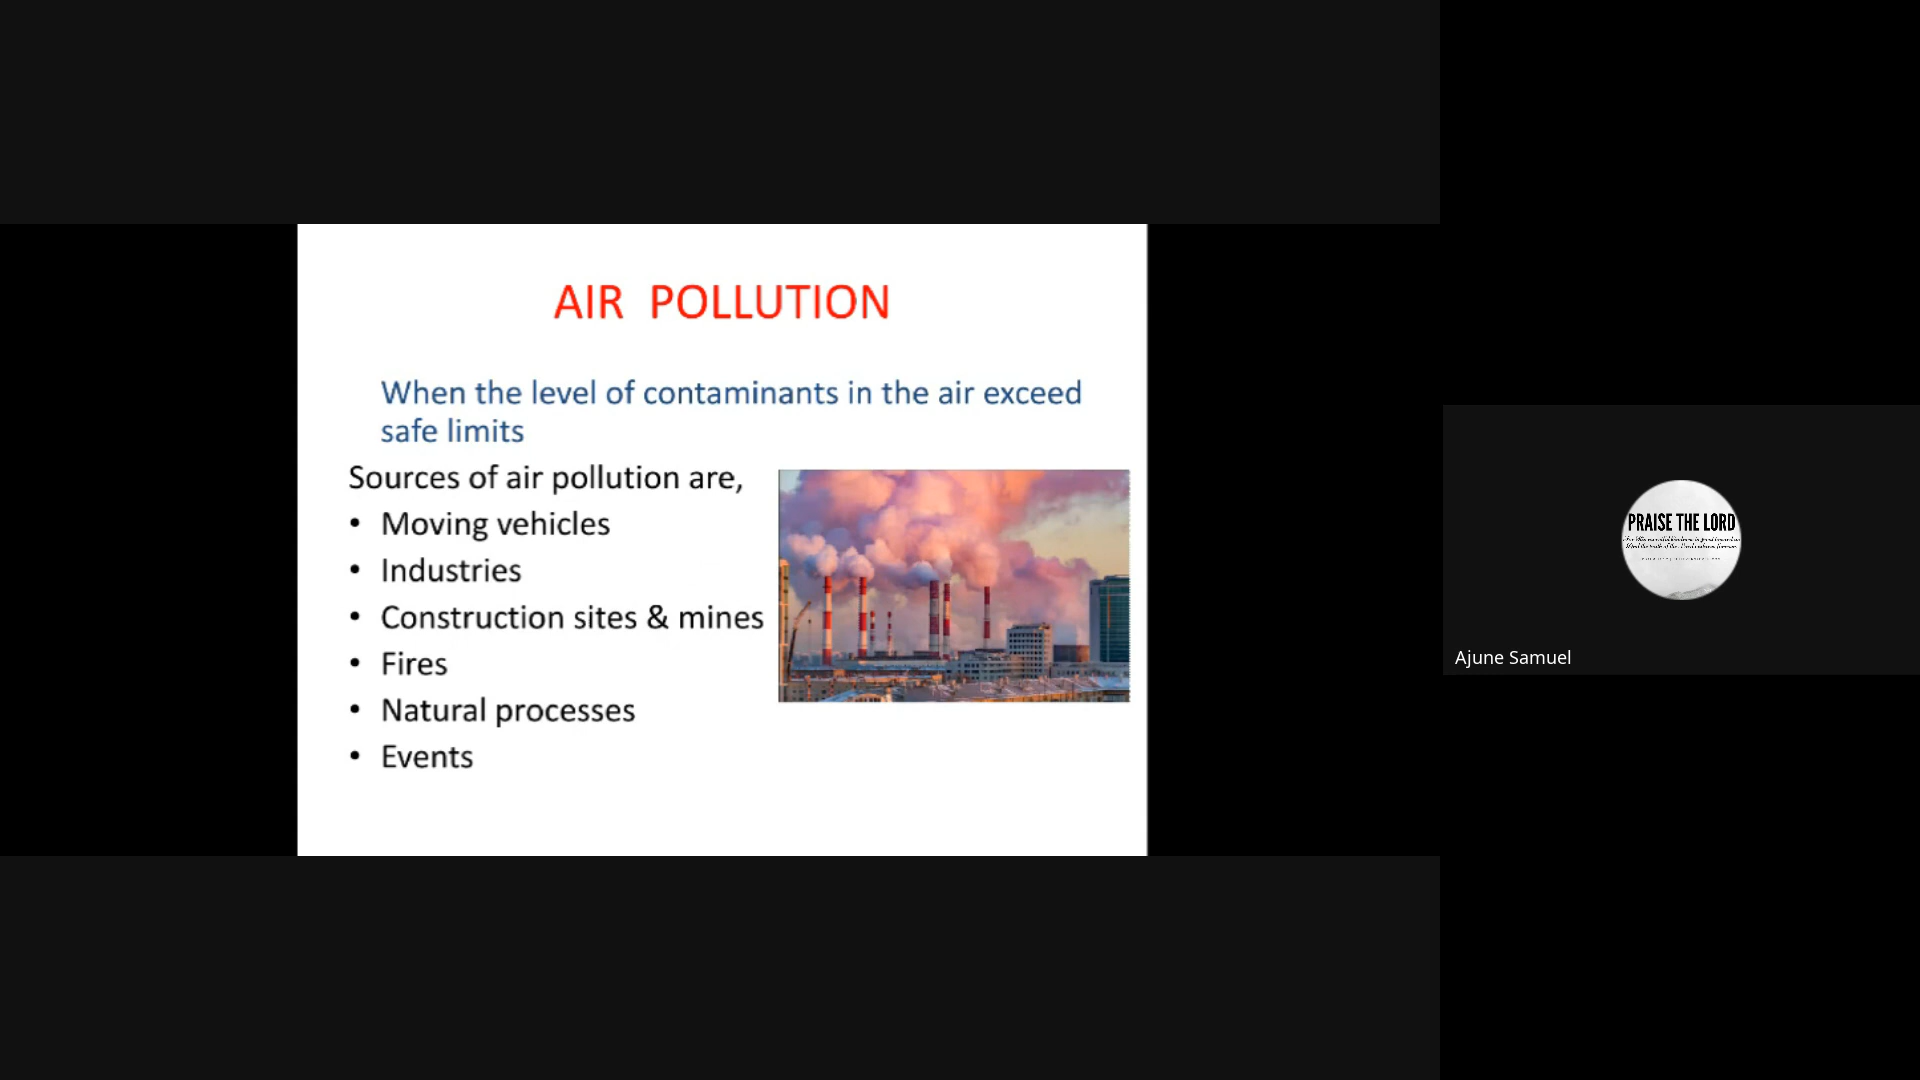 AIR POLLUTION
When the level of contaminants in the air exceed
safe limits
Sources of air pollution are,
• Moving vehicles
• Industries
• Construction sites & mines
• Fires
• Natural processes
• Events
PRAISE THE LORD
Ajune Samuel